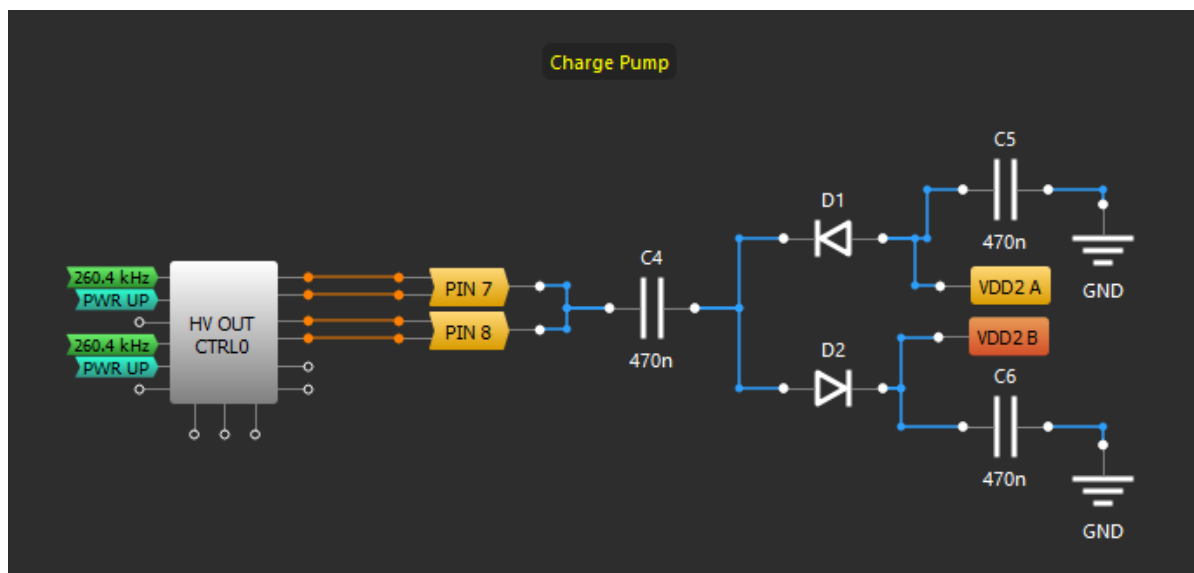 Charge Pump
260.4 kHz
PWR UP
260.4 kHz
PWR UP
HV OUT
CTRL0
PIN 7
PIN 8
C4
470n
D1
D2
C5
470n
GND
VDD2 A
VDD2 B
C6
470n
GND